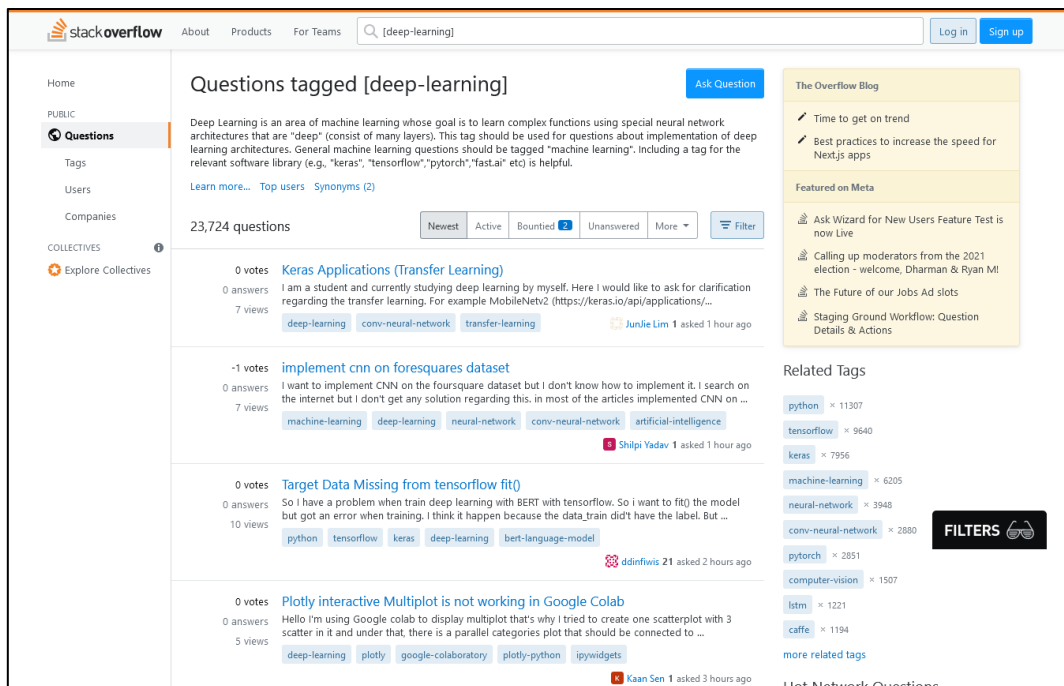 stackoverflow
About
Products
For Teams
[deep-learning]
Log in
Sign up
Home
PUBLIC
Questions
Tags
Users
Companies
COLLECTIVES
Explore Collectives
Questions tagged [deep-learning]
Ask Question
Deep Learning is an area of machine learning whose goal is to learn complex functions using special neural network
architectures that are "deep" (consist of many layers). This tag should be used for questions about implementation of deep
learning architectures. General machine learning questions should be tagged "machine learning". Including a tag for the
relevant software library (e.g., "keras", "tensorflow","pytorch","fast.ai" etc) is helpful.
Learn more... Top users Synonyms (2)
23,724 questions
Newest
Active
Bountied 2
Unanswered
More
Filter
0 votes
0 answers
7 views
Keras Applications (Transfer Learning)
I am a student and currently studying deep learning by myself. Here I would like to ask for clarification
regarding the transfer learning. For example MobileNetv2 (https://keras.io/api/applications/...
deep-learning conv-neural-network transfer-learning
JunJie Lim 1 asked 1 hour ago
-1 votes
0 answers
7 views
implement cnn on foresquares dataset
I want to implement CNN on the foursquare dataset but I don't know how to implement it. I search on
the internet but I don't get any solution regarding this. in most of the articles implemented CNN on ...
machine-learning deep-learning neural-network conv-neural-network artificial-intelligence
S Shilpi Yadav 1 asked 1 hour ago
0 votes
0 answers
10 views
Target Data Missing from tensorflow fit()
So I have a problem when train deep learning with BERT with tensorflow. So i want to fit() the model
but got an error when training. I think it happen because the data_train did't have the label. But ...
python tensorflow keras deep-learning bert-language-model
ddinfiwis 21 asked 2 hours ago
0 votes
0 answers
5 views
Plotly interactive Multiplot is not working in Google Colab
Hello I'm using Google colab to display multiplot that's why I tried to create one scatterplot with 3
scatter in it and under that, there is a parallel categories plot that should be connected to ...
deep-learning plotly google-colaboratory plotly-python ipywidgets
K Kaan Sen 1 asked 3 hours ago
The Overflow Blog
Time to get on trend
Best practices to increase the speed for
Next.js apps
Featured on Meta
Ask Wizard for New Users Feature Test is
now Live
Calling up moderators from the 2021
election - welcome, Dharman & Ryan M!
The Future of our Jobs Ad slots
Staging Ground Workflow: Question
Details & Actions
Related Tags
python × 11307
tensorflow × 9640
keras × 7956
machine-learning × 6205
neural-network × 3948
conv-neural-network × 2880
pytorch × 2851
computer-vision × 1507
lstm × 1221
caffe × 1194
more related tags
FILTERS
Hot Network Questions